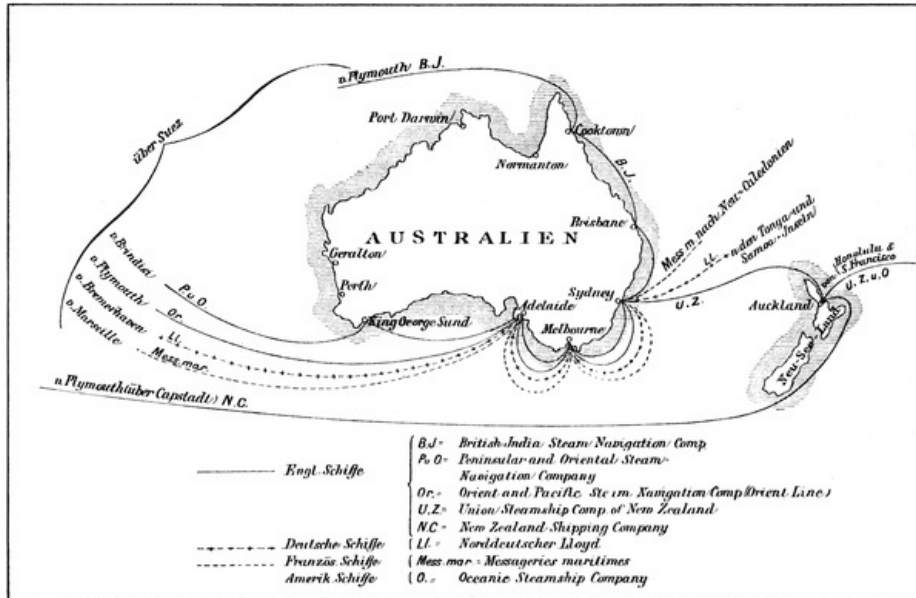 v. Plymouth B.J.
über Suez
Port Darwin
Cooktown
Normanton
B.J.
Mess. m. nach Neu-Caledonien
Brisbane
Ll. n. den Tonga und
Samoa-Inseln
AUSTRALIEN
Geralton
Perth
v. Brindisi
P. u O.
v. Plymouth
Or.
v. Bremerhaven
Ll.
v. Marseille
Mess. mar.
King George Sund
Adelaide
Melbourne
Sydney
U.Z.
von Honolulu &
S. Francisco
U.Z. u. O
Auckland
Neu-Seeland
v. Plymouth (über Capstadt) N.C.
Engl. Schiffe
B.J = British India Steam Navigation Comp
P. u O = Peninsular and Oriental Steam-
Navigation Company
Or. = Orient and Pacific Steam Navigation Comp (Orient Line)
U.Z. = Union Steamship Comp. of New Zealand
N.C = New Zealand Shipping Company
Deutsche Schiffe Ll. = Norddeutscher Lloyd
Französ. Schiffe Mess. mar. = Messageries maritimes
Amerik Schiffe O. = Oceanic Steamship Company